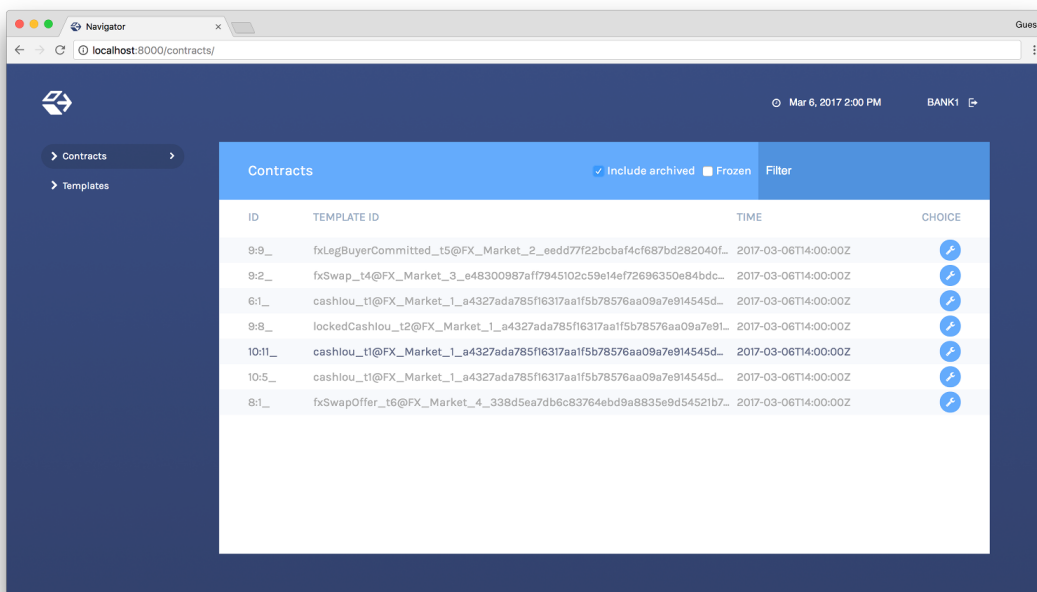 Navigator
Gues
localhost:8000/contracts/
Mar 6, 2017 2:00 PM BANK1
Contracts
Templates
Contracts Include archived Frozen Filter
ID TEMPLATE ID TIME CHOICE
9:9_ fxLegBuyerCommitted_t5@FX_Market_2_eedd77f22bcbaf4cf687bd282040f... 2017-03-06T14:00:00Z
9:2_ fxSwap_t4@FX_Market_3_e48300987aff7945102c59e14ef72696350e84bdc... 2017-03-06T14:00:00Z
6:1_ cashIou_t1@FX_Market_1_a4327ada785f16317aa1f5b78576aa09a7e914545d... 2017-03-06T14:00:00Z
9:8_ lockedCashIou_t2@FX_Market_1_a4327ada785f16317aa1f5b78576aa09a7e91... 2017-03-06T14:00:00Z
10:11_ cashIou_t1@FX_Market_1_a4327ada785f16317aa1f5b78576aa09a7e914545d... 2017-03-06T14:00:00Z
10:5_ cashIou_t1@FX_Market_1_a4327ada785f16317aa1f5b78576aa09a7e914545d... 2017-03-06T14:00:00Z
8:1_ fxSwapOffer_t6@FX_Market_4_338d5ea7db6c83764ebd9a8835e9d54521b7... 2017-03-06T14:00:00Z